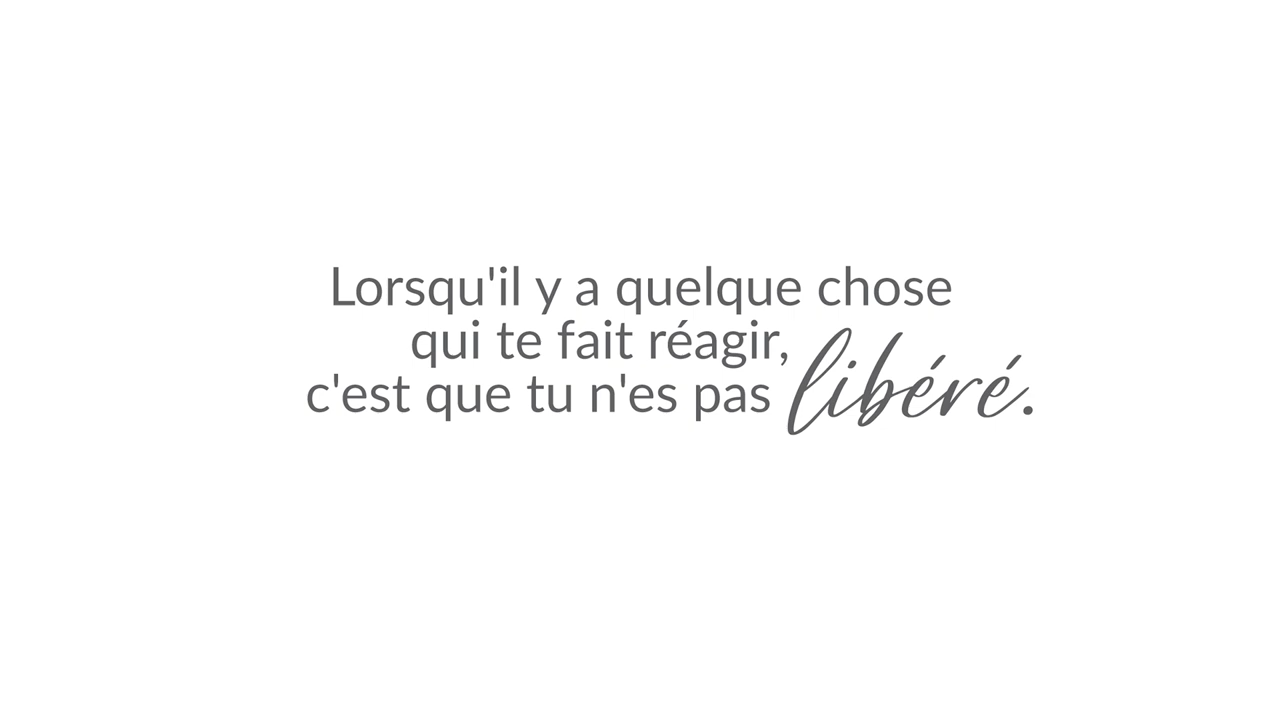 Lorsqu'il y a quelque chose
qui te fait réagir,
c'est que tu n'es pas libéré.